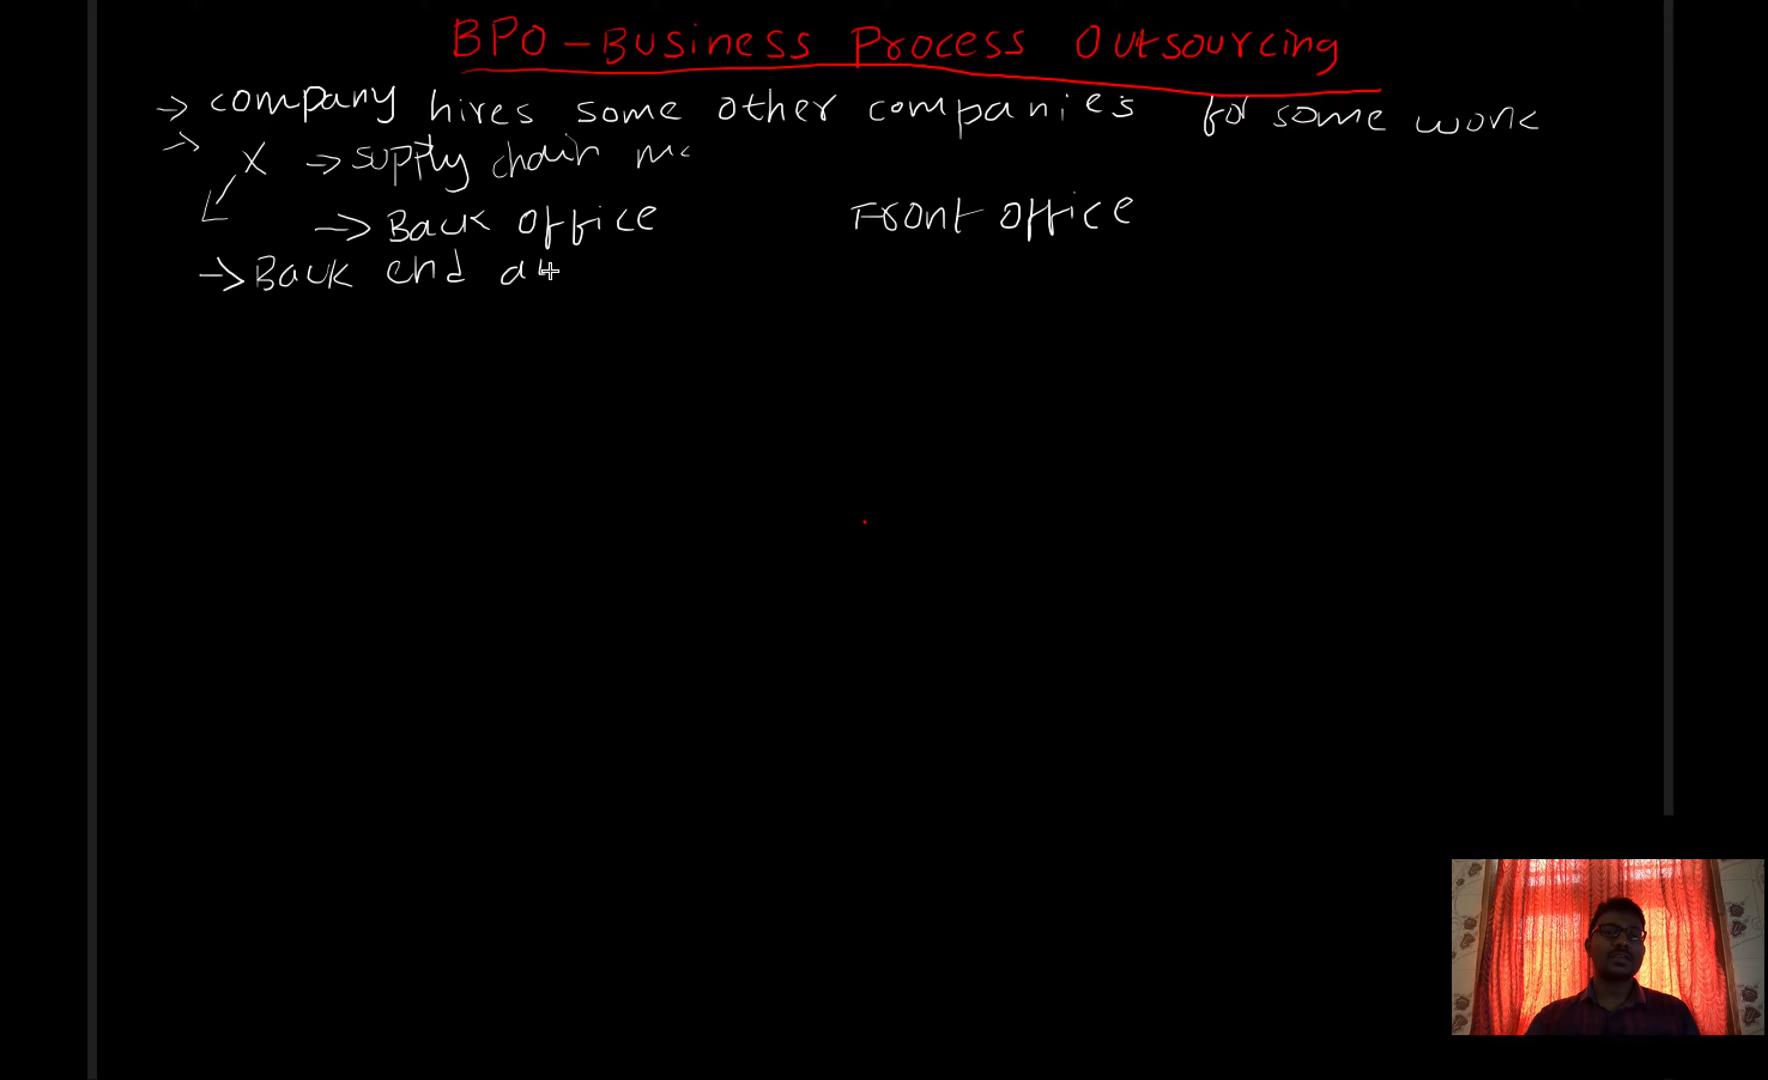 BPO - Business Process Outsourcing
→ company hires some other companies for some work
→
X → supply chain
→ Back office Front office
→ Back end